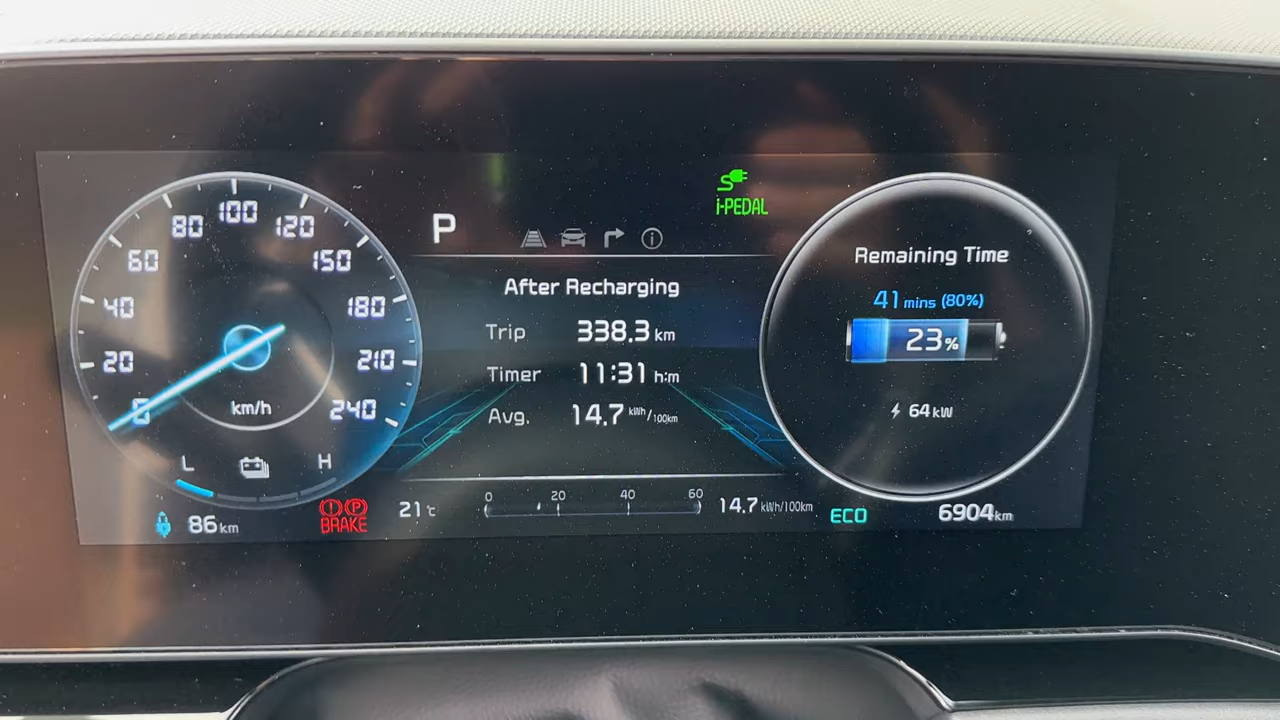 0
20
40
60
80
100
120
150
180
210
240
km/h
L
H
86 km
P
i-PEDAL
After Recharging
Trip 338.3 km
Timer 11:31 h:m
Avg. 14.7 kWh/100km
BRAKE
21°c
0 20 40 60
14.7 kWh/100km
Remaining Time
41 mins (80%)
23%
64 kW
ECO
6904 km